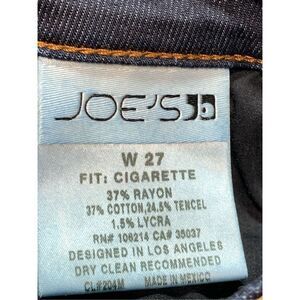 JOE'S
W 27
FIT: CIGARETTE
37% RAYON
37% COTTON,24.5% TENCEL
1.5% LYCRA
RN# 106214 CA# 35037
DESIGNED IN LOS ANGELES
DRY CLEAN RECOMMENDED
CL#204M MADE IN MEXICO